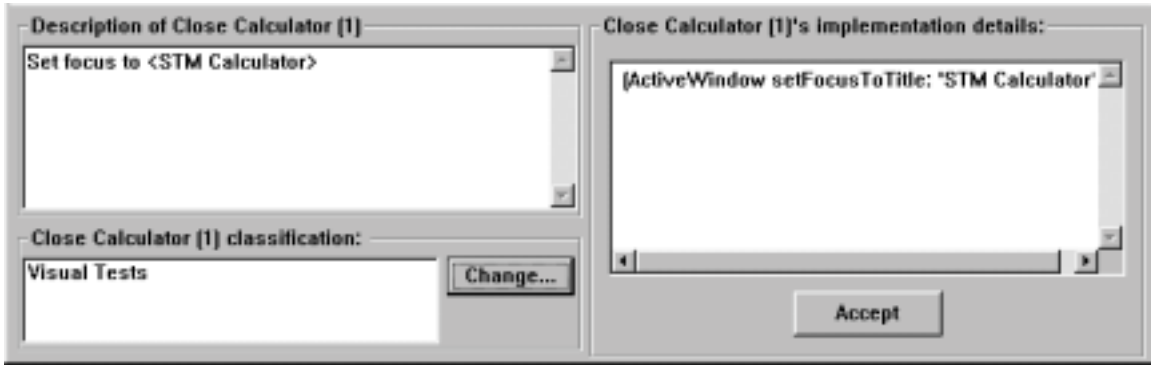 Description of Close Calculator (1)
Set focus to <STM Calculator>
Close Calculator (1) classification:
Visual Tests
Change...
Close Calculator (1)'s implementation details:
(ActiveWindow setFocusToTitle: "STM Calculator'
Accept